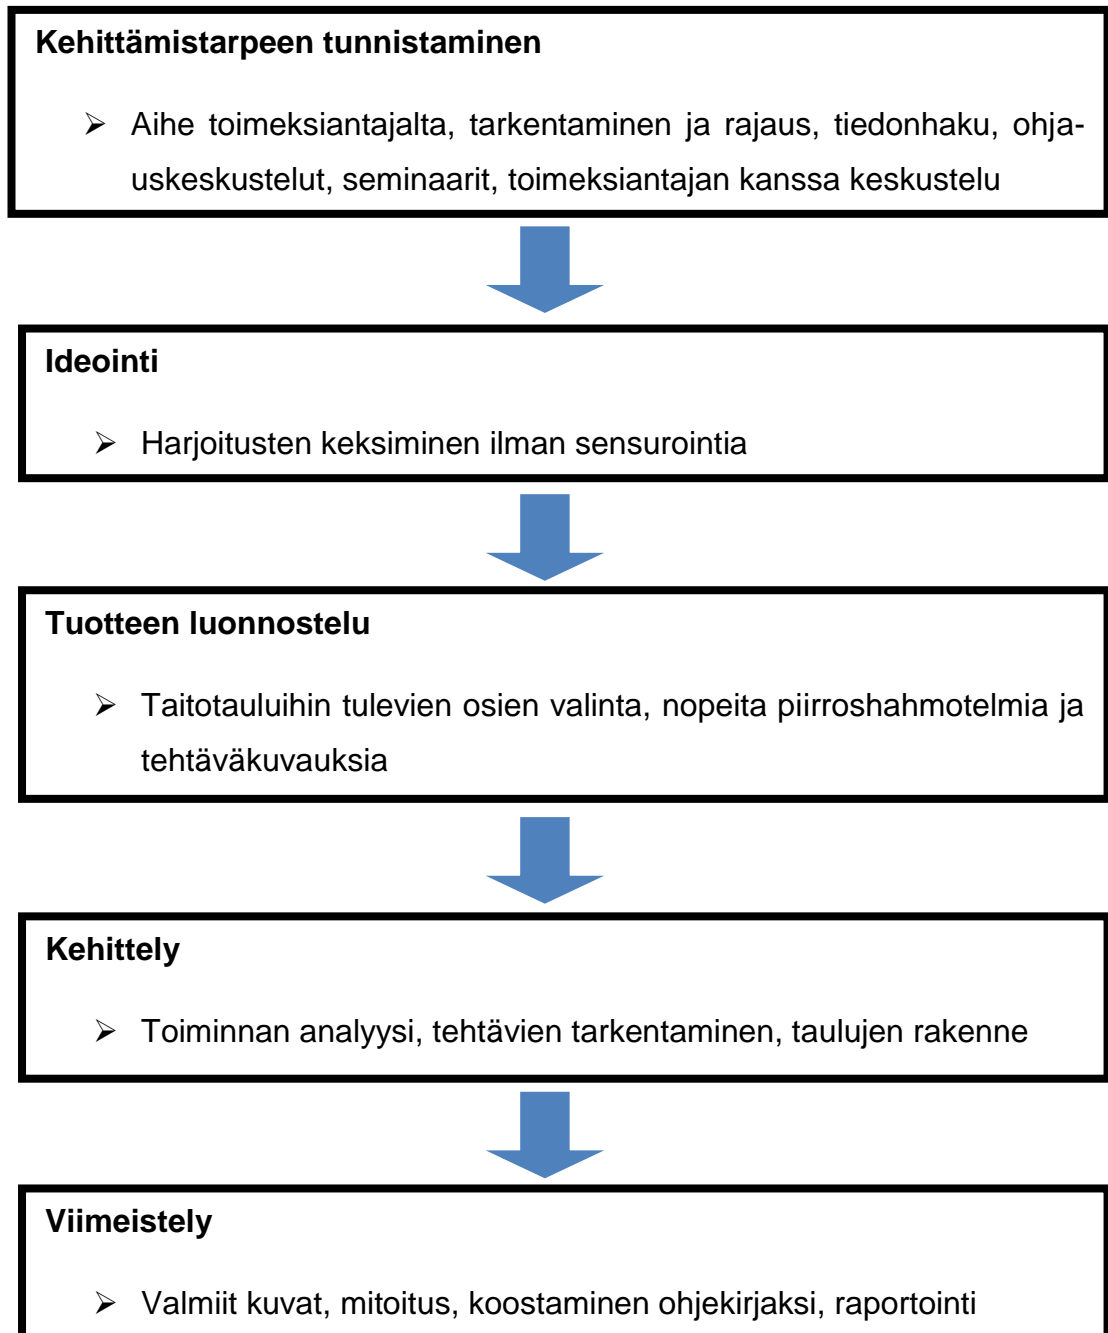 Kehittämistarpeen tunnistaminen
➢ Aihe toimeksiantajalta, tarkentaminen ja rajaus, tiedonhaku, ohja-
uskeskustelut, seminaarit, toimeksiantajan kanssa keskustelu
Ideointi
➢ Harjoitusten keksiminen ilman sensurointia
Tuotteen luonnostelu
➢ Taitotauluihin tulevien osien valinta, nopeita piirroshahmotelmia ja
tehtäväkuvauksia
Kehittely
➢ Toiminnan analyysi, tehtävien tarkentaminen, taulujen rakenne
Viimeistely
➢ Valmiit kuvat, mitoitus, koostaminen ohjekirjaksi, raportointi